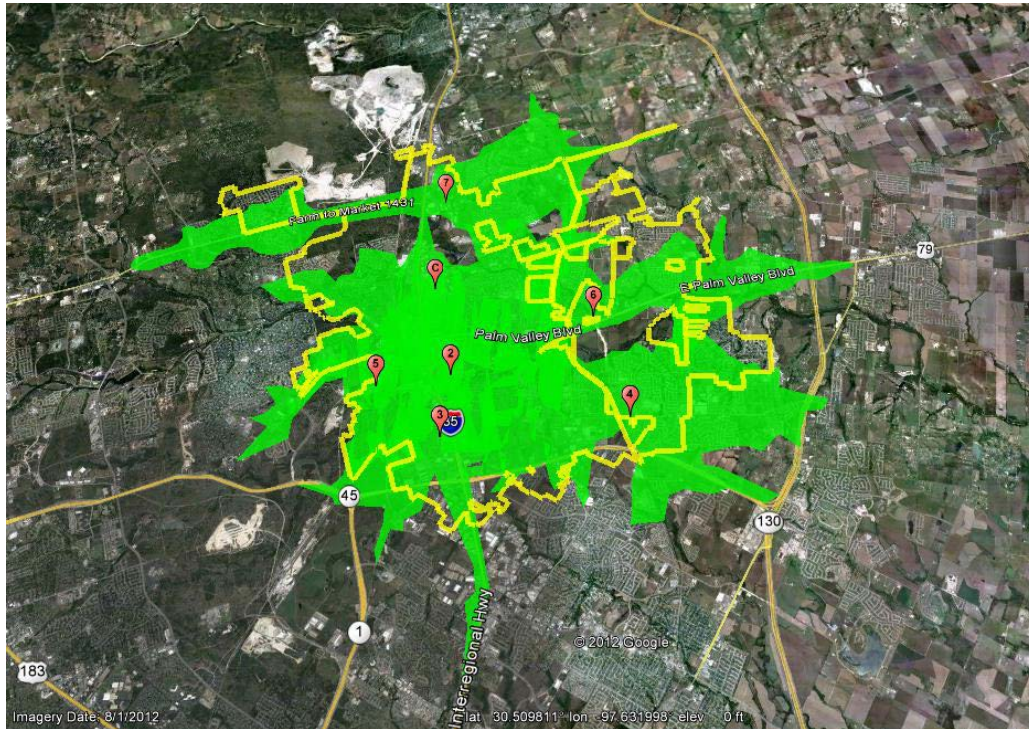 7
Farm to Market 1431
C
79
E Palm Valley Blvd
6
Palm Valley Blvd
2
5
4
3
35
45
130
Interregional Hwy
© 2012 Google
1
183
Imagery Date: 8/1/2012
lat 30.509811° lon -97.631998° elev 0 ft